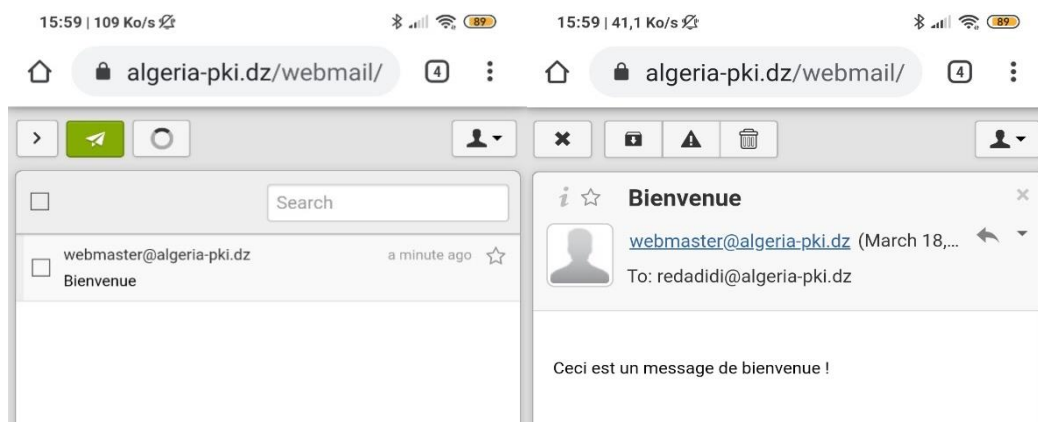 15:59 | 109 Ko/s
89
algeria-pki.dz/webmail/
4
Search
webmaster@algeria-pki.dz
a minute ago
Bienvenue
15:59 | 41,1 Ko/s
89
algeria-pki.dz/webmail/
4
Bienvenue
webmaster@algeria-pki.dz (March 18,...
To: redadidi@algeria-pki.dz
Ceci est un message de bienvenue !